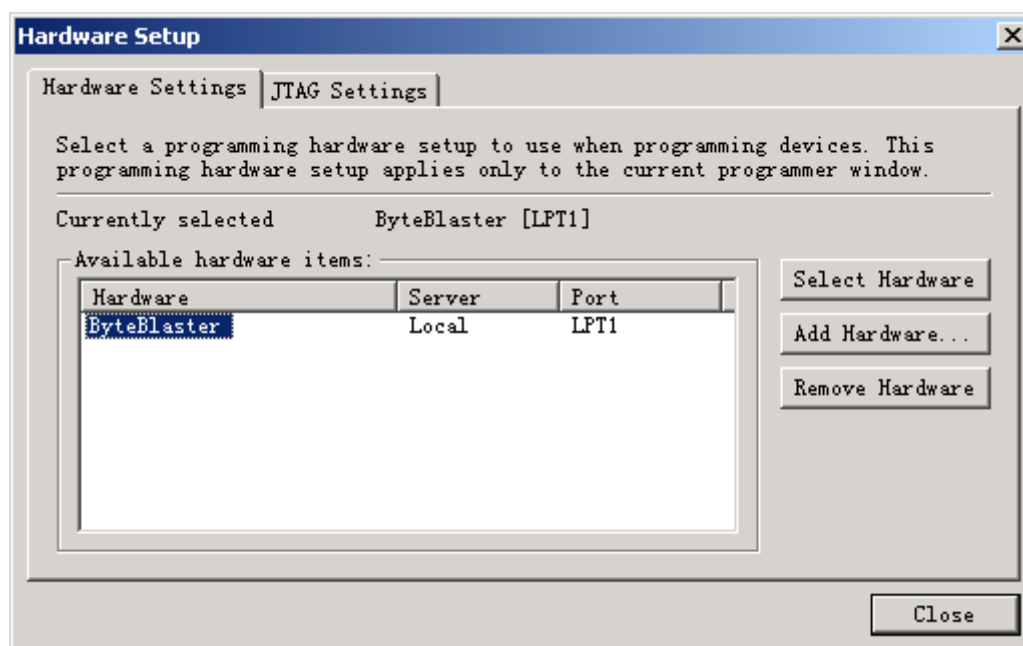 Hardware Setup
Hardware Settings
JTAG Settings
Select a programming hardware setup to use when programming devices. This
programming hardware setup applies only to the current programmer window.
Currently selected ByteBlaster [LPT1]
Available hardware items:
Hardware Server Port
ByteBlaster Local LPT1
Select Hardware
Add Hardware...
Remove Hardware
Close